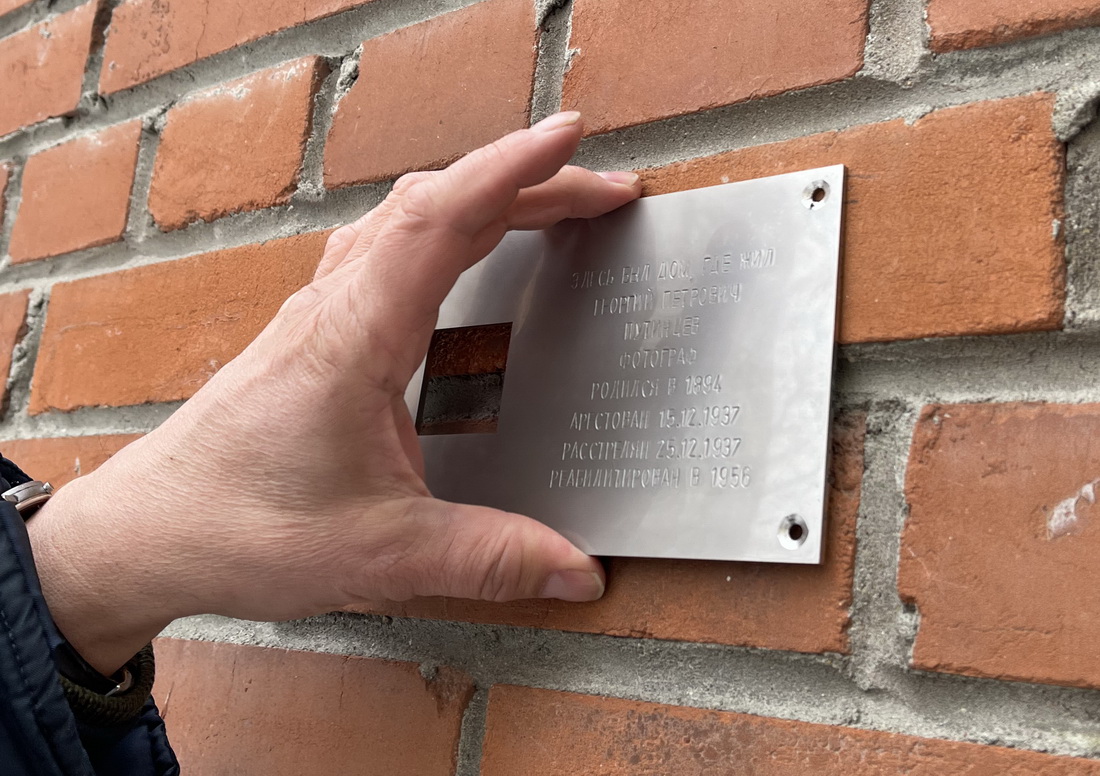 ЗДЕСЬ БЫЛ ДОМ, ГДЕ ЖИЛ
ГЕОРГИЙ ПЕТРОВИЧ
ПУТИНЦЕВ
ФОТОГРАФ
РОДИЛСЯ В 1894
АРЕСТОВАН 15.12.1937
РАССТРЕЛЯН 25.12.1937
РЕАБИЛИТИРОВАН В 1956